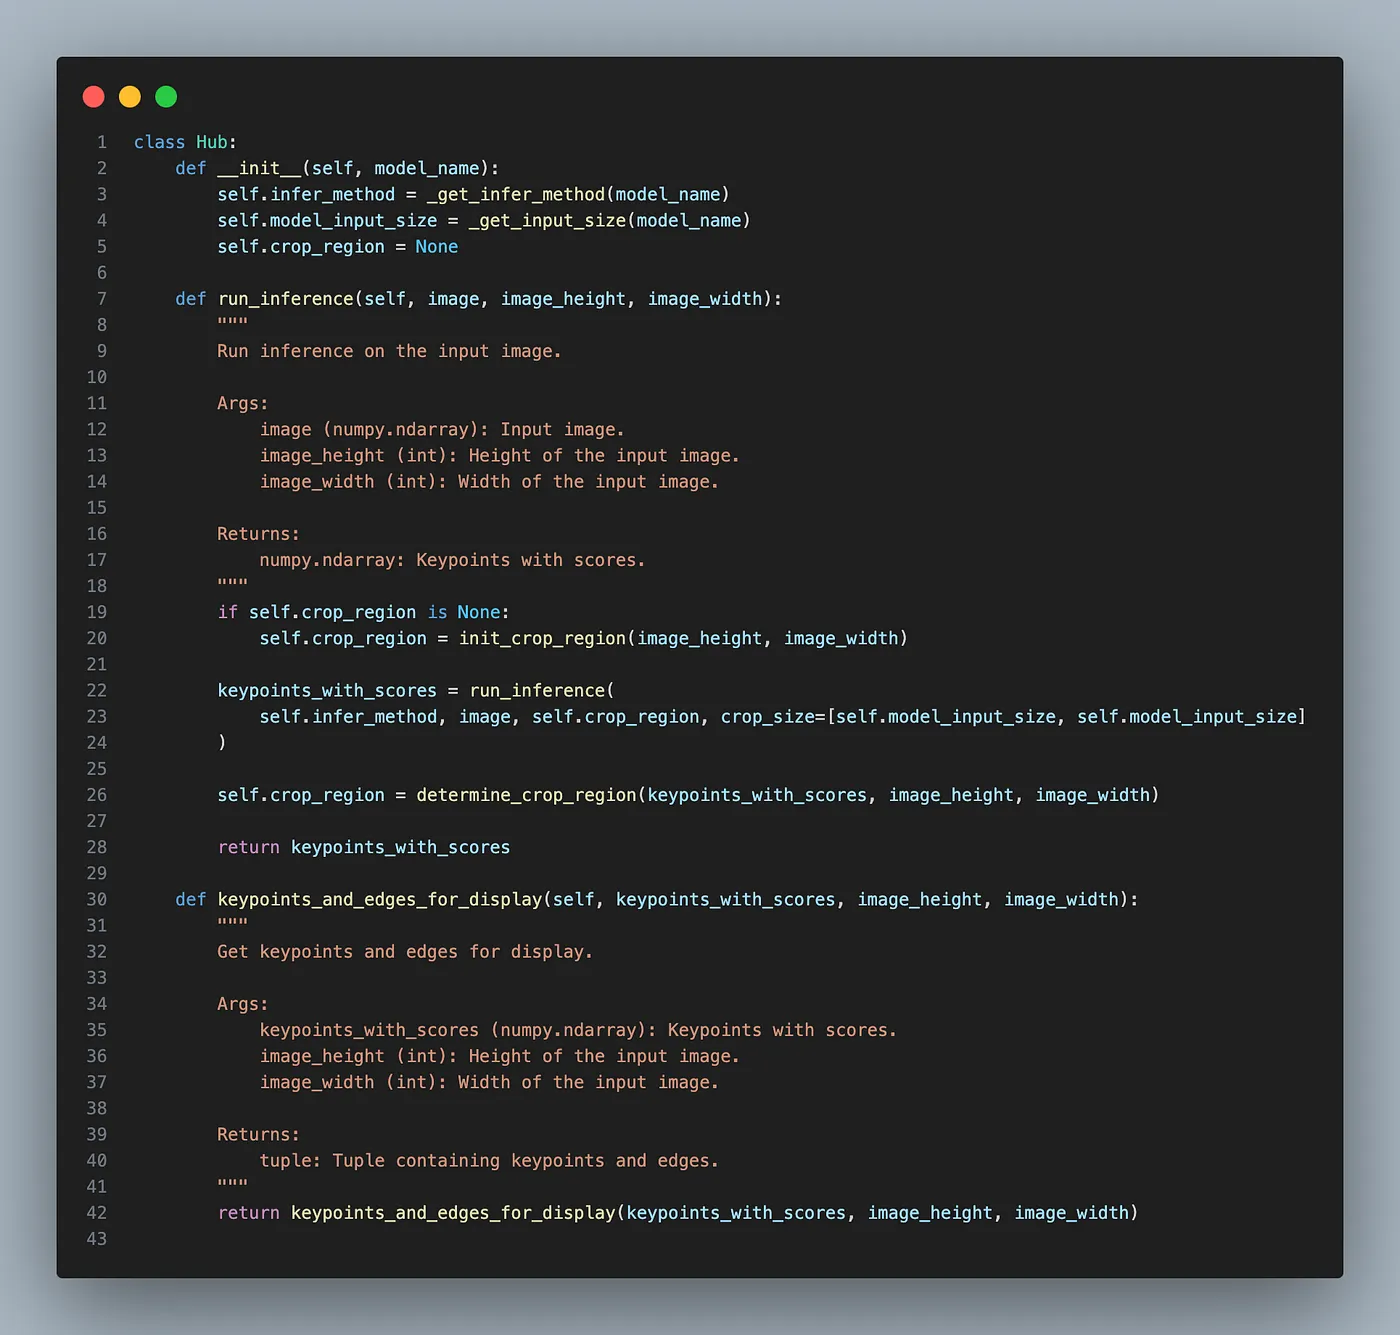 1 class Hub:
2     def __init__(self, model_name):
3         self.infer_method = _get_infer_method(model_name)
4         self.model_input_size = _get_input_size(model_name)
5         self.crop_region = None
6
7     def run_inference(self, image, image_height, image_width):
8         """
9         Run inference on the input image.
10
11         Args:
12             image (numpy.ndarray): Input image.
13             image_height (int): Height of the input image.
14             image_width (int): Width of the input image.
15
16         Returns:
17             numpy.ndarray: Keypoints with scores.
18         """
19         if self.crop_region is None:
20             self.crop_region = init_crop_region(image_height, image_width)
21
22         keypoints_with_scores = run_inference(
23             self.infer_method, image, self.crop_region, crop_size=[self.model_input_size, self.model_input_size]
24         )
25
26         self.crop_region = determine_crop_region(keypoints_with_scores, image_height, image_width)
27
28         return keypoints_with_scores
29
30     def keypoints_and_edges_for_display(self, keypoints_with_scores, image_height, image_width):
31         """
32         Get keypoints and edges for display.
33
34         Args:
35             keypoints_with_scores (numpy.ndarray): Keypoints with scores.
36             image_height (int): Height of the input image.
37             image_width (int): Width of the input image.
38
39         Returns:
40             tuple: Tuple containing keypoints and edges.
41         """
42         return keypoints_and_edges_for_display(keypoints_with_scores, image_height, image_width)
43